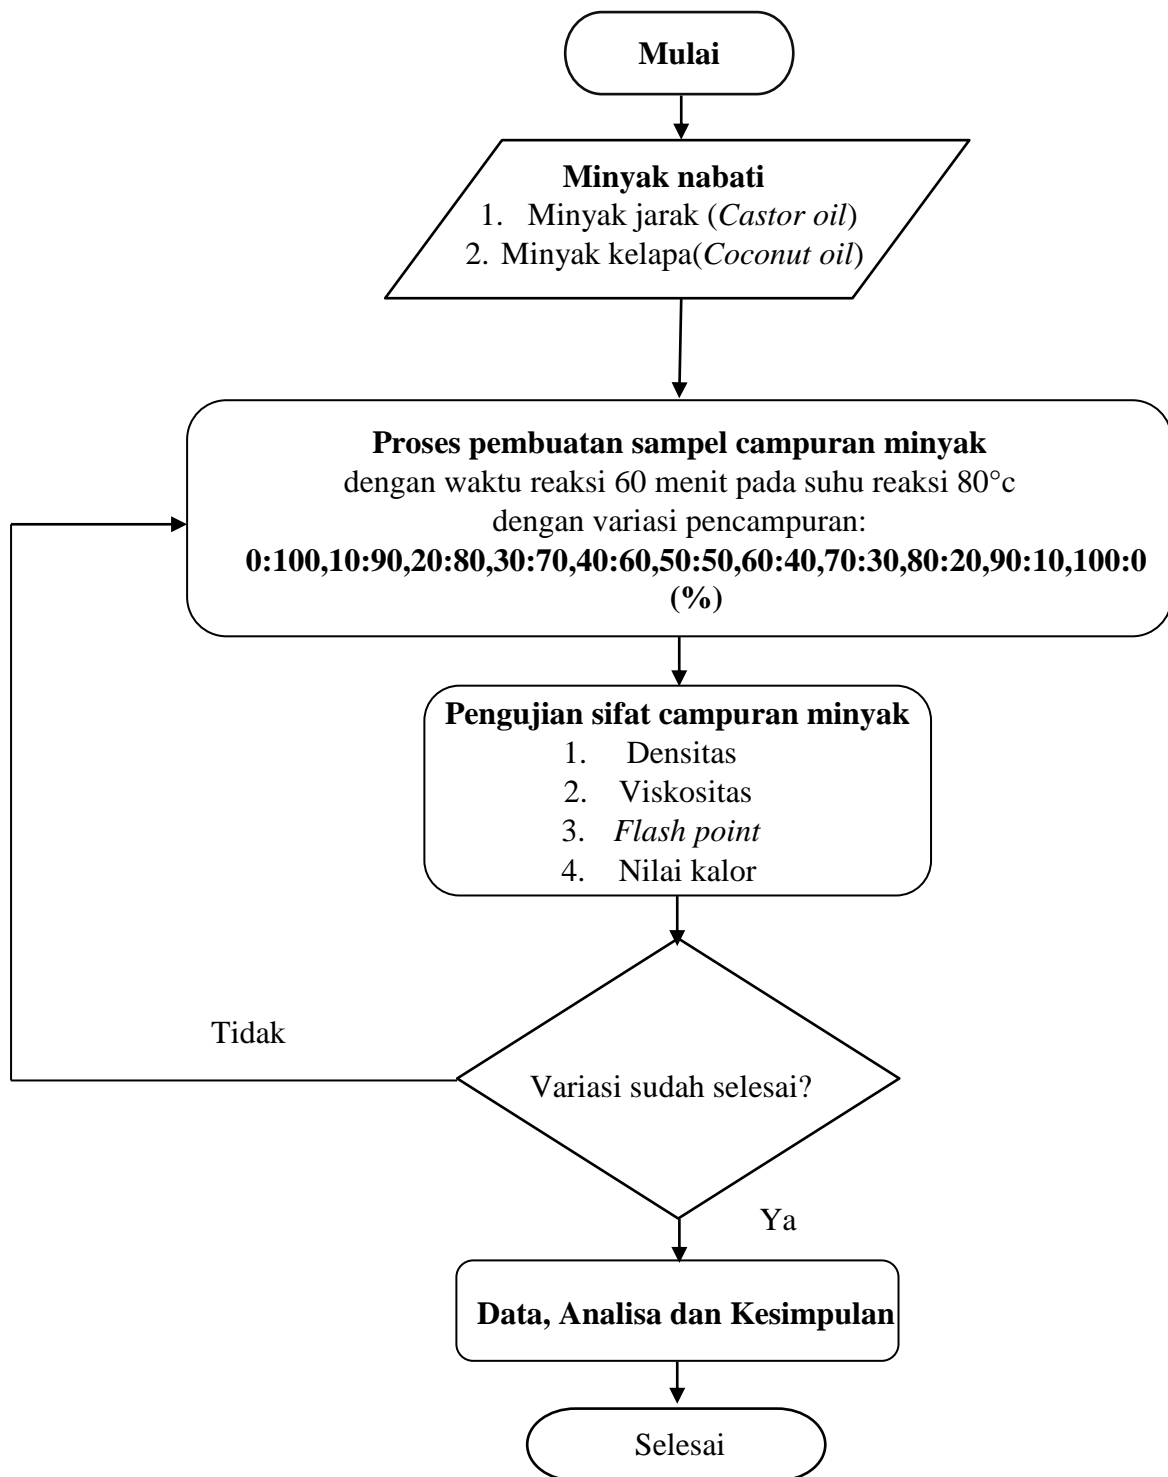 Mulai
Minyak nabati
1. Minyak jarak (Castor oil)
2. Minyak kelapa(Coconut oil)
Proses pembuatan sampel campuran minyak
dengan waktu reaksi 60 menit pada suhu reaksi 80°c
dengan variasi pencampuran:
0:100,10:90,20:80,30:70,40:60,50:50,60:40,70:30,80:20,90:10,100:0
(%)
Pengujian sifat campuran minyak
1. Densitas
2. Viskositas
3. Flash point
4. Nilai kalor
Tidak
Variasi sudah selesai?
Ya
Data, Analisa dan Kesimpulan
Selesai